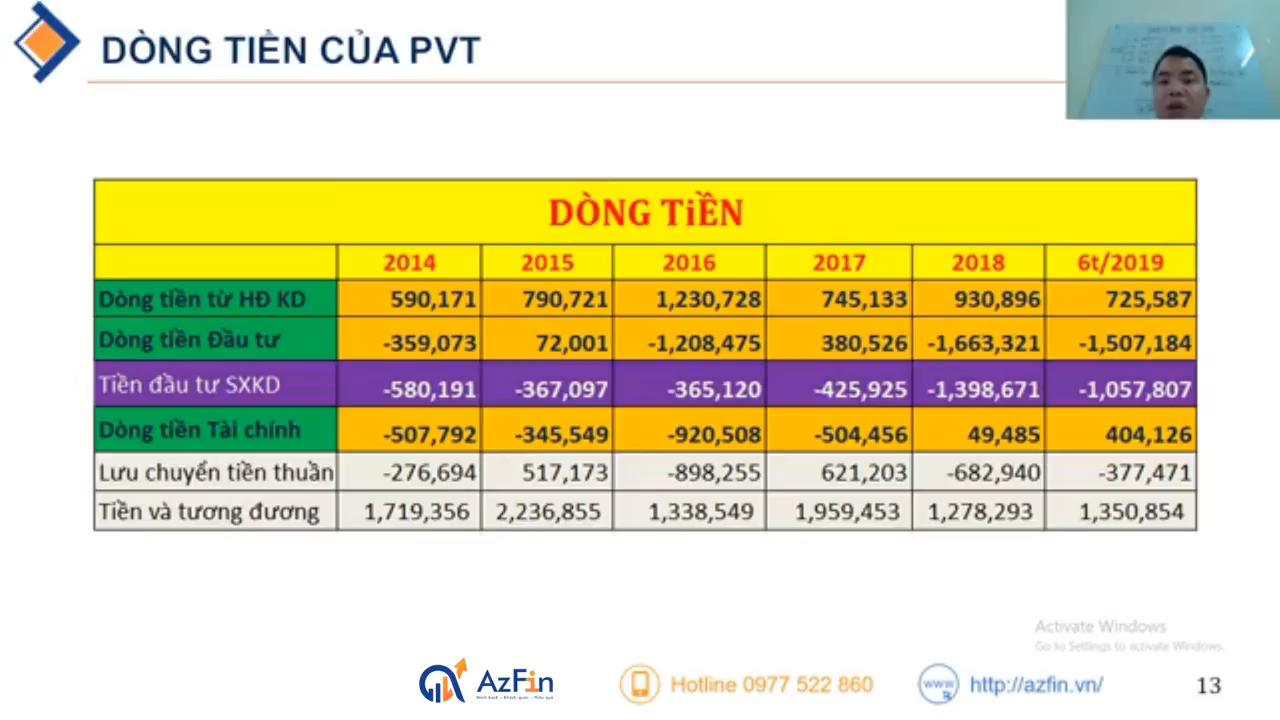 DÒNG TIỀN CỦA PVT
DÒNG TiỀN
2014 2015 2016 2017 2018 6t/2019
Dòng tiền từ HĐ KD 590,171 790,721 1,230,728 745,133 930,896 725,587
Dòng tiền Đầu tư -359,073 72,001 -1,208,475 380,526 -1,663,321 -1,507,184
Tiền đầu tư SXKD -580,191 -367,097 -365,120 -425,925 -1,398,671 -1,057,807
Dòng tiền Tài chính -507,792 -345,549 -920,508 -504,456 49,485 404,126
Lưu chuyển tiền thuần -276,694 517,173 -898,255 621,203 -682,940 -377,471
Tiền và tương đương 1,719,356 2,236,855 1,338,549 1,959,453 1,278,293 1,350,854
Activate Windows
Go to Settings to activate Windows.
AzFin Hotline 0977 522 860 www http://azfin.vn/ 13